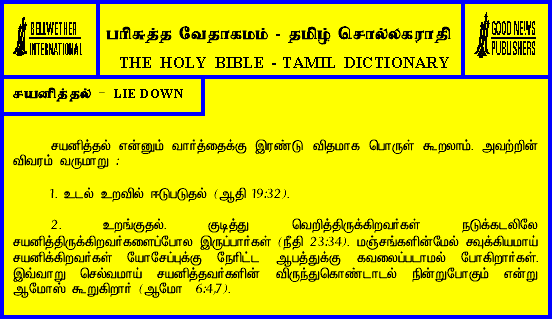 BELLWETHER
INTERNATIONAL
பரிசுத்த வேதாகமம் - தமிழ் சொல்லகராதி
THE HOLY BIBLE - TAMIL DICTIONARY
GOOD NEWS
PUBLISHERS
சயனித்தல் - LIE DOWN
சயனித்தல் என்னும் வார்த்தைக்கு இரண்டு விதமாக பொருள் கூறலாம். அவற்றின்
விவரம் வருமாறு :
1. உடல் உறவில் ஈடுபடுதல் (ஆதி 19:32).
2. உறங்குதல். குடித்து வெறித்திருக்கிறவர்கள் நடுக்கடலிலே
சயனித்திருக்கிறவர்களைப்போல இருப்பார்கள் (நீதி 23:34). மஞ்சங்களின்மேல் சவுக்கியமாய்
சயனிக்கிறவர்கள் யோசேப்புக்கு நேரிட்ட ஆபத்துக்கு கவலைப்படாமல் போகிறார்கள்.
இவ்வாறு செல்வமாய் சயனித்தவர்களின் விருந்துகொண்டாடல் நின்றுபோகும் என்று
ஆமோஸ் கூறுகிறார் (ஆமோ 6:4,7).